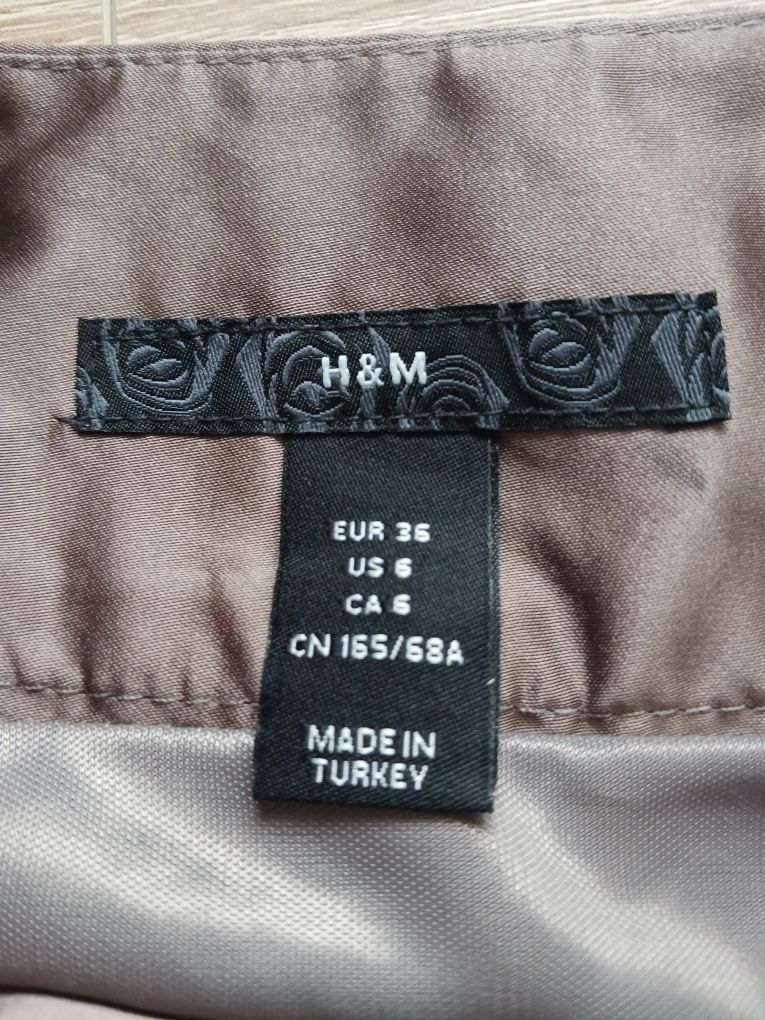 H&M
EUR 36
US 6
CA 6
CN 165/68A
MADE IN
TURKEY